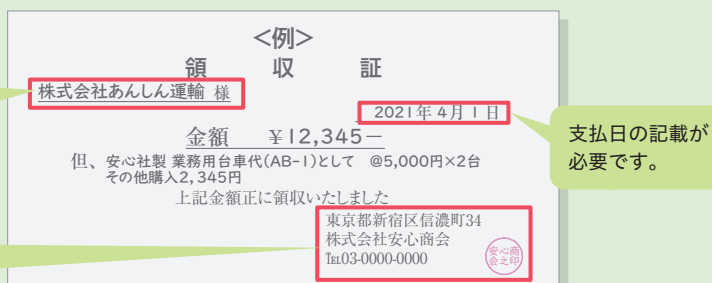 <例>
領収証
株式会社あんしん運輸 様
2021年4月1日
金額 ¥12,345−
但、安心社製 業務用台車代(AB-1)として @5,000円×2台
その他購入2,345円
上記金額正に領収いたしました
東京都新宿区信濃町34
株式会社安心商会
℡03-0000-0000
安心商会之印
支払日の記載が
必要です。